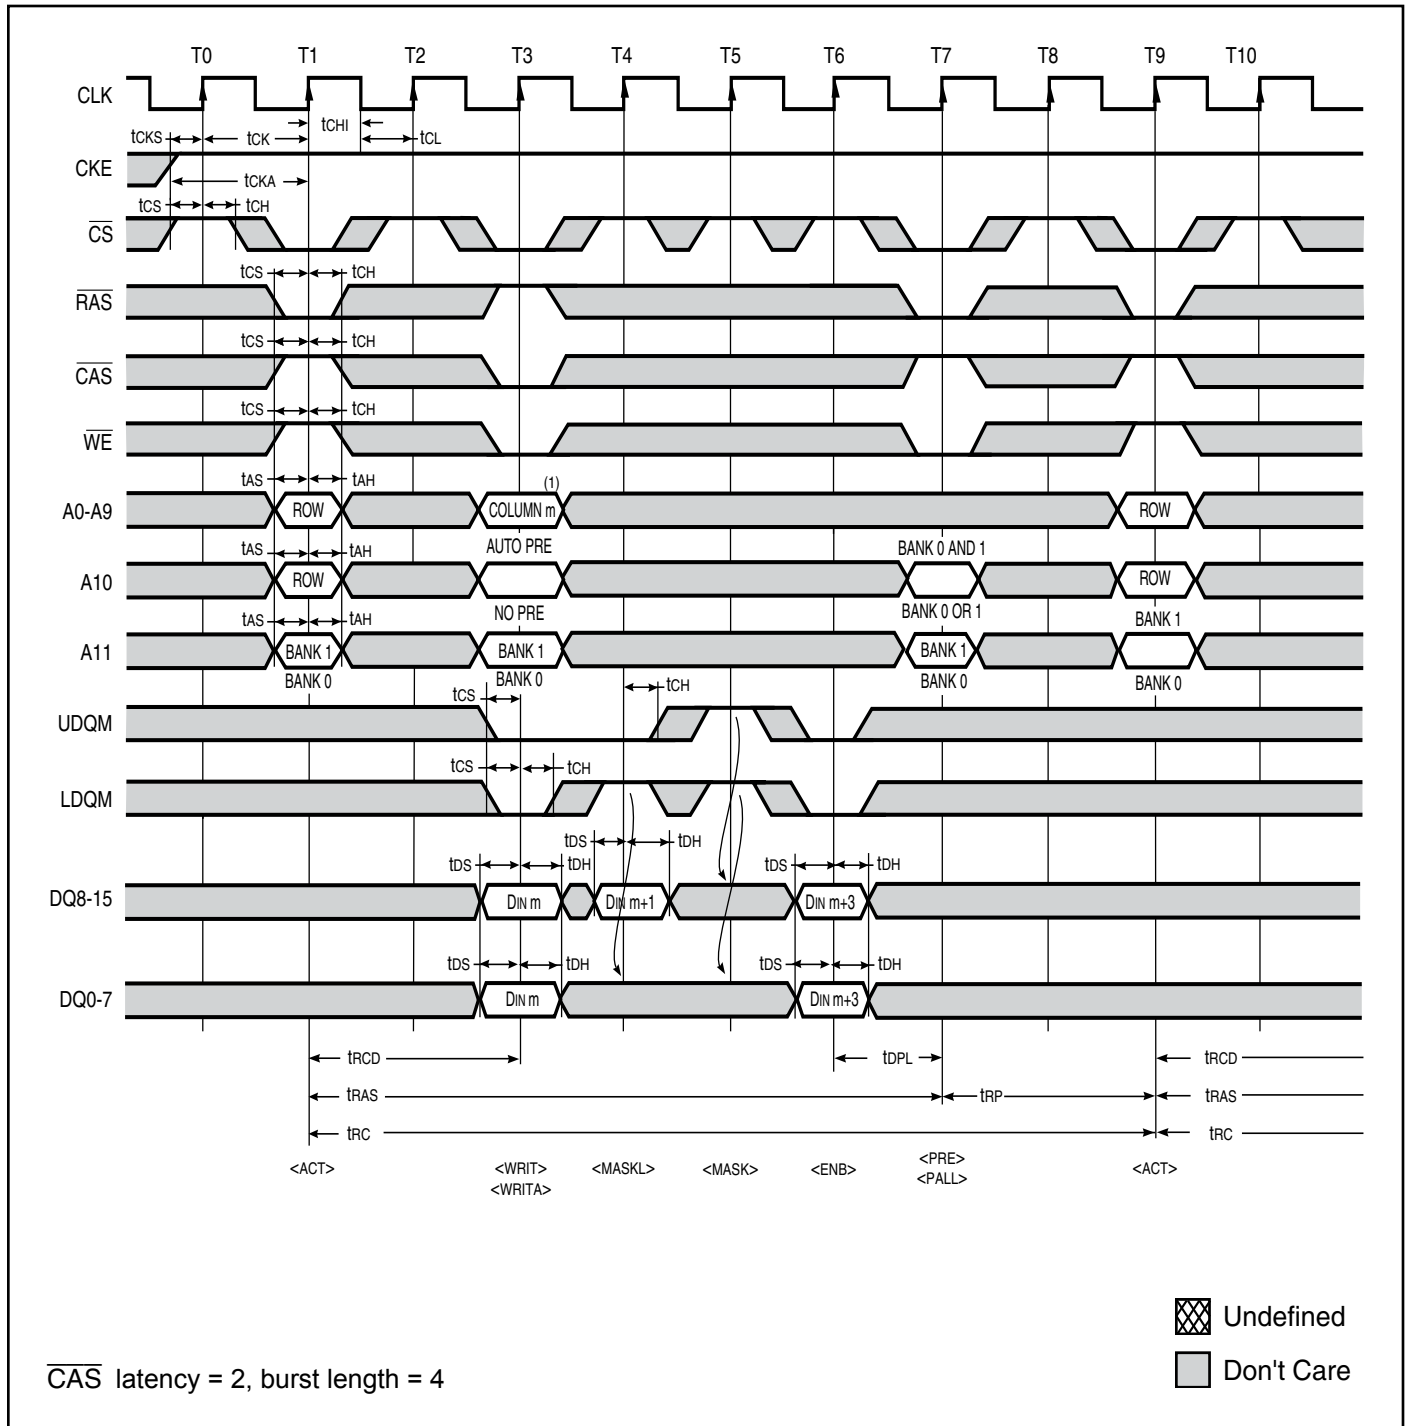 T0 T1 T2 T3 T4 T5 T6 T7 T8 T9 T10
CLK
tCHI
tCKS tCK tCL
CKE
tCKA
tCS tCH
CS
tCS tCH
RAS
tCS tCH
CAS
tCS tCH
WE
tAS tAH
(1)
A0-A9 ROW COLUMN m ROW
tAS tAH AUTO PRE BANK 0 AND 1
A10 ROW ROW
tAS tAH NO PRE BANK 0 OR 1 BANK 1
A11 BANK 1 BANK 1 BANK 1
BANK 0 BANK 0 BANK 0 BANK 0
tCS tCH
UDQM
tCS tCH
LDQM
tDS tDH
tDS tDH tDS tDH
DQ8-15 DIN m DIN m+1 DIN m+3
tDS tDH tDS tDH
DQ0-7 DIN m DIN m+3
tRCD tDPL tRCD
tRAS tRP tRAS
tRC tRC
<ACT> <WRIT> <MASKL> <MASK> <ENB> <PRE> <ACT>
<WRITA> <PALL>
Undefined
Don't Care
CAS latency = 2, burst length = 4